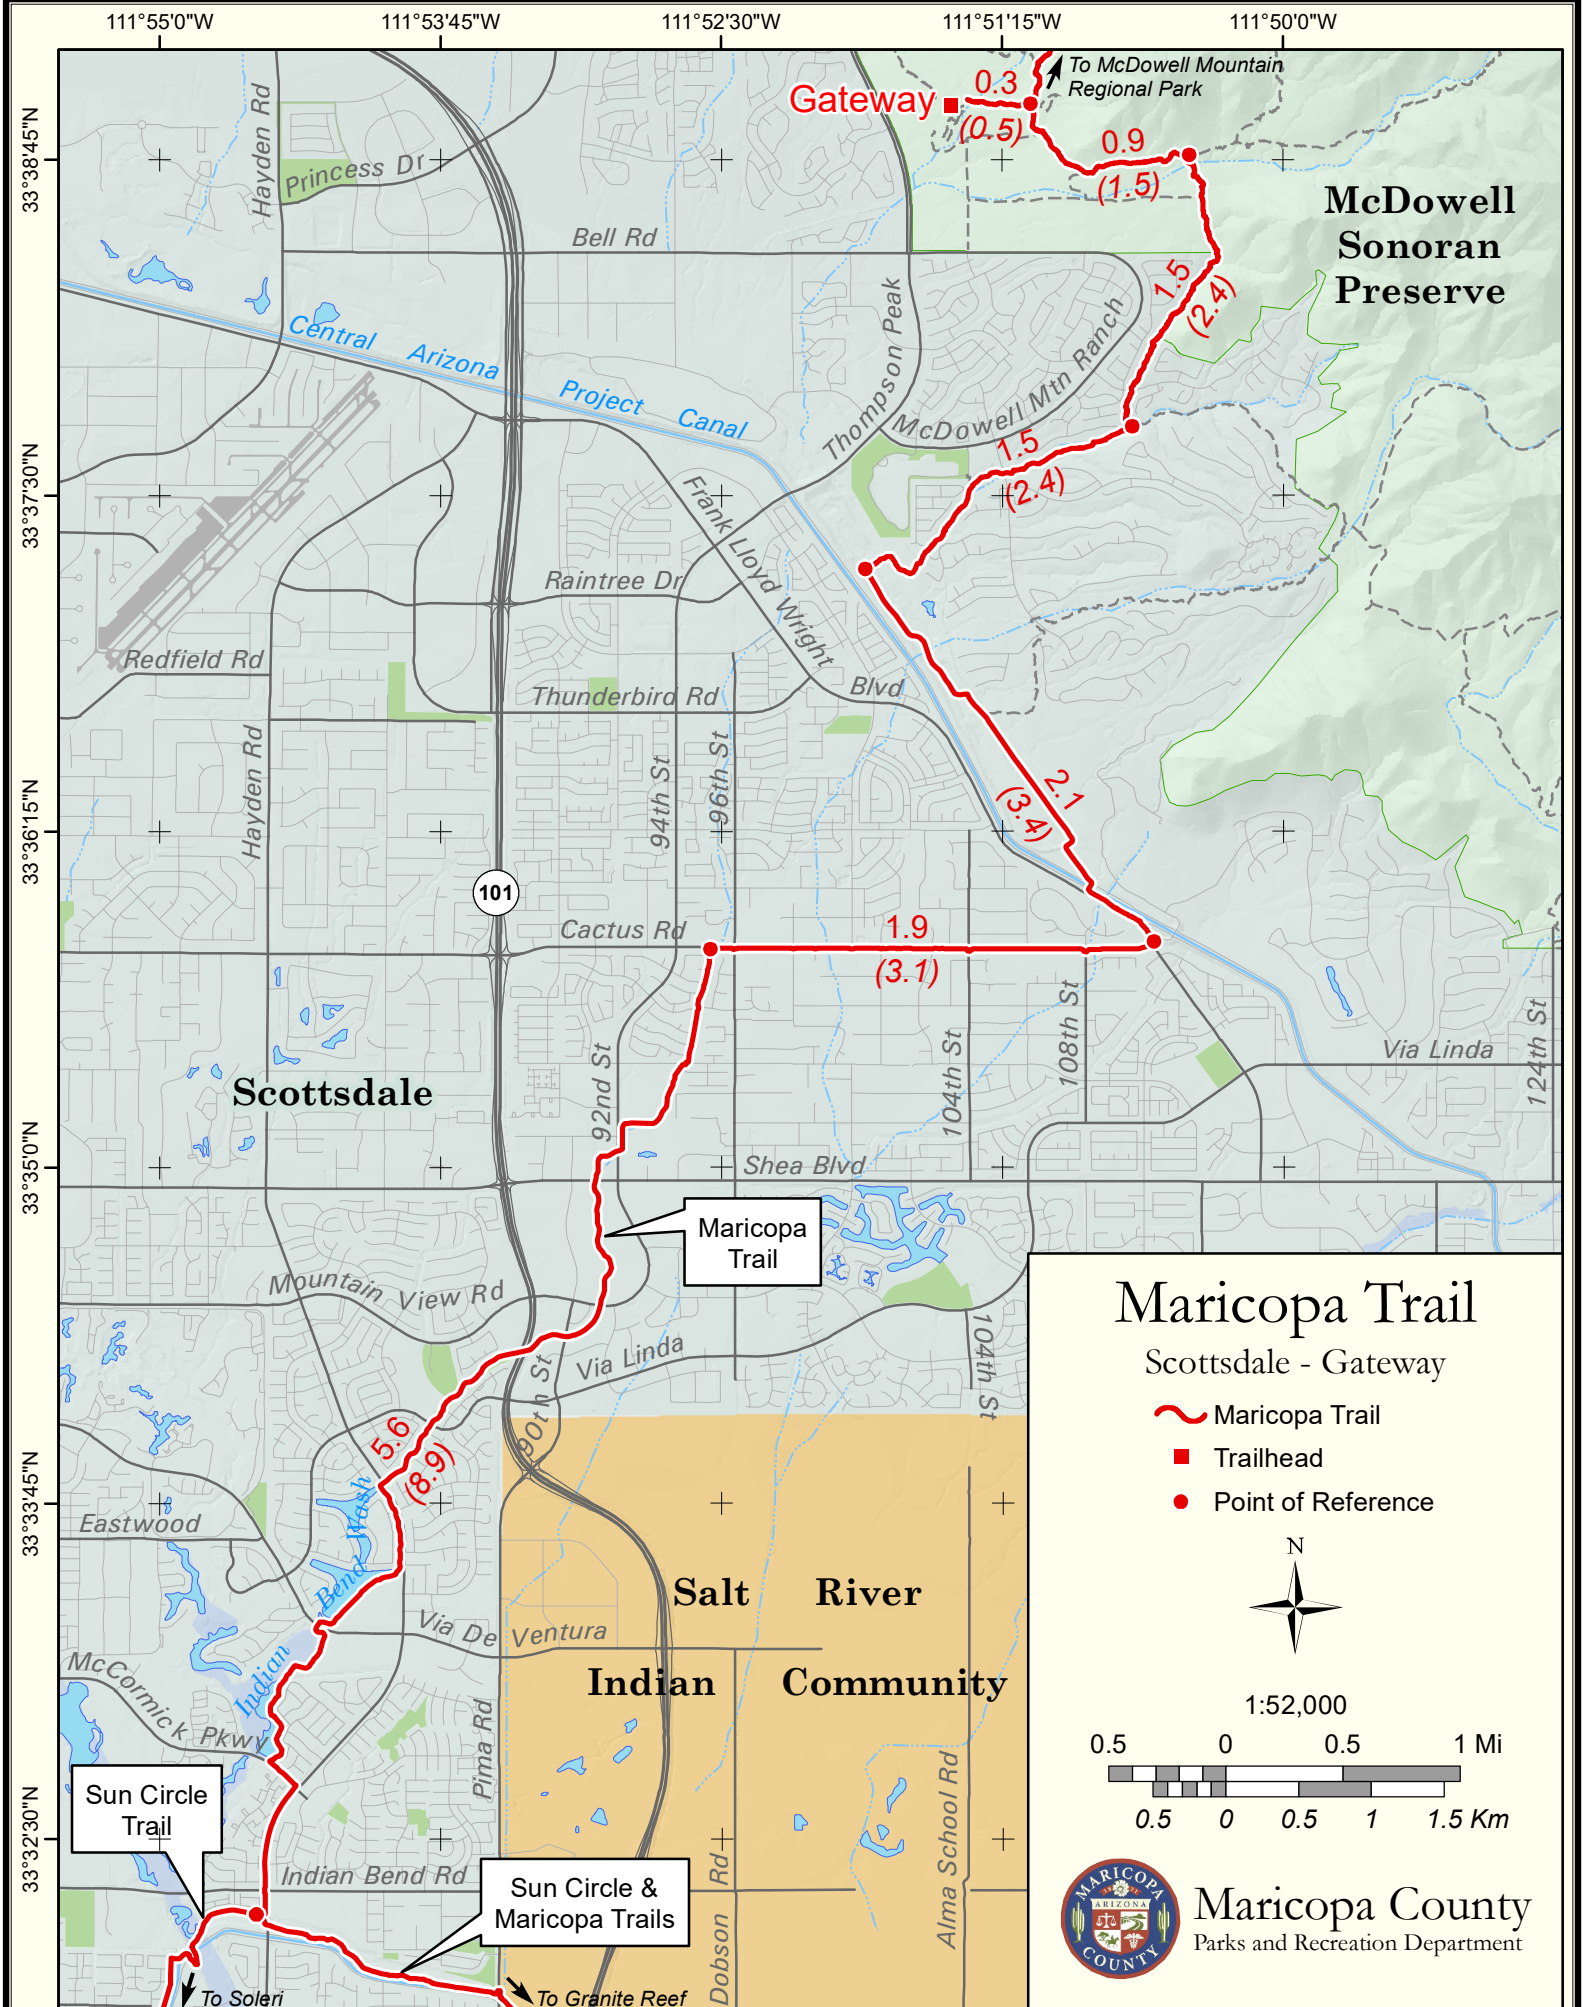 111°55'0"W
111°53'45"W
111°52'30"W
111°51'15"W
111°50'0"W
33°38'45"N
33°37'30"N
33°36'15"N
33°35'0"N
33°33'45"N
33°32'30"N
To McDowell Mountain
Regional Park
Gateway
0.3
(0.5)
0.9
(1.5)
McDowell
Sonoran
Preserve
Hayden Rd
Princess Dr
Bell Rd
1.5
(2.4)
Thompson Peak
McDowell Mtn Ranch
Central Arizona Project Canal
1.5
(2.4)
Frank Lloyd Wright Blvd
Raintree Dr
Redfield Rd
Thunderbird Rd
Hayden Rd
94th St
96th St
2.1
(3.4)
101
Cactus Rd
1.9
(3.1)
92nd St
104th St
108th St
Via Linda
124th St
Scottsdale
Shea Blvd
Maricopa
Trail
Mountain View Rd
Via Linda
90th St
104th St
5.6
(8.9)
Eastwood
Indian Bend Wash
Via De Ventura
McCormick Pkwy
Pima Rd
Salt River
Indian Community
Alma School Rd
Dobson Rd
Sun Circle
Trail
Indian Bend Rd
Sun Circle &
Maricopa Trails
To Soleri
To Granite Reef
Maricopa Trail
Scottsdale - Gateway
Maricopa Trail
Trailhead
Point of Reference
N
1:52,000
0.5 0 0.5 1 Mi
0.5 0 0.5 1 1.5 Km
MARICOPA
ARIZONA
COUNTY
Maricopa County
Parks and Recreation Department